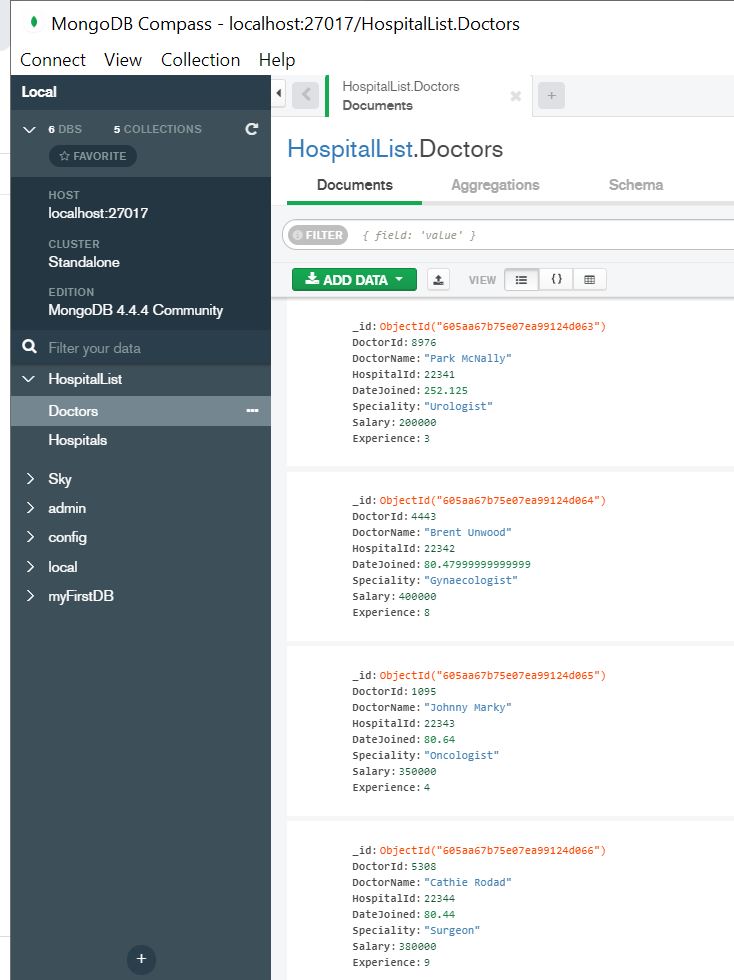 MongoDB Compass - localhost:27017/HospitalList.Doctors
Connect View Collection Help
Local
6 DBS 5 COLLECTIONS
FAVORITE
HOST
localhost:27017
CLUSTER
Standalone
EDITION
MongoDB 4.4.4 Community
Filter your data
HospitalList
Doctors
Hospitals
Sky
admin
config
local
myFirstDB
HospitalList.Doctors
Documents
HospitalList.Doctors
Documents Aggregations Schema
FILTER { field: 'value' }
ADD DATA VIEW {}
_id: ObjectId("605aa67b75e07ea99124d063")
DoctorId: 8976
DoctorName: "Park McNally"
HospitalId: 22341
DateJoined: 252.125
Speciality: "Urologist"
Salary: 200000
Experience: 3
_id: ObjectId("605aa67b75e07ea99124d064")
DoctorId: 4443
DoctorName: "Brent Unwood"
HospitalId: 22342
DateJoined: 80.47999999999999
Speciality: "Gynaecologist"
Salary: 400000
Experience: 8
_id: ObjectId("605aa67b75e07ea99124d065")
DoctorId: 1095
DoctorName: "Johnny Marky"
HospitalId: 22343
DateJoined: 80.64
Speciality: "Oncologist"
Salary: 350000
Experience: 4
_id: ObjectId("605aa67b75e07ea99124d066")
DoctorId: 5308
DoctorName: "Cathie Rodad"
HospitalId: 22344
DateJoined: 80.44
Speciality: "Surgeon"
Salary: 380000
Experience: 9